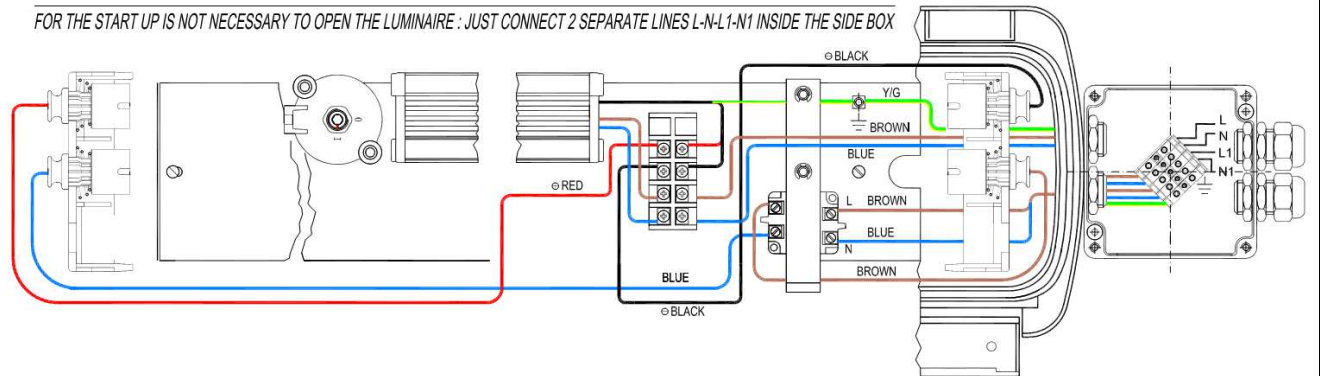 FOR THE START UP IS NOT NECESSARY TO OPEN THE LUMINAIRE : JUST CONNECT 2 SEPARATE LINES L-N-L1-N1 INSIDE THE SIDE BOX
⊖ BLACK
Y/G
BROWN
L
N
L1
N1
BLUE
⊖ RED
L BROWN
BLUE
N
BROWN
BLUE
⊖ BLACK